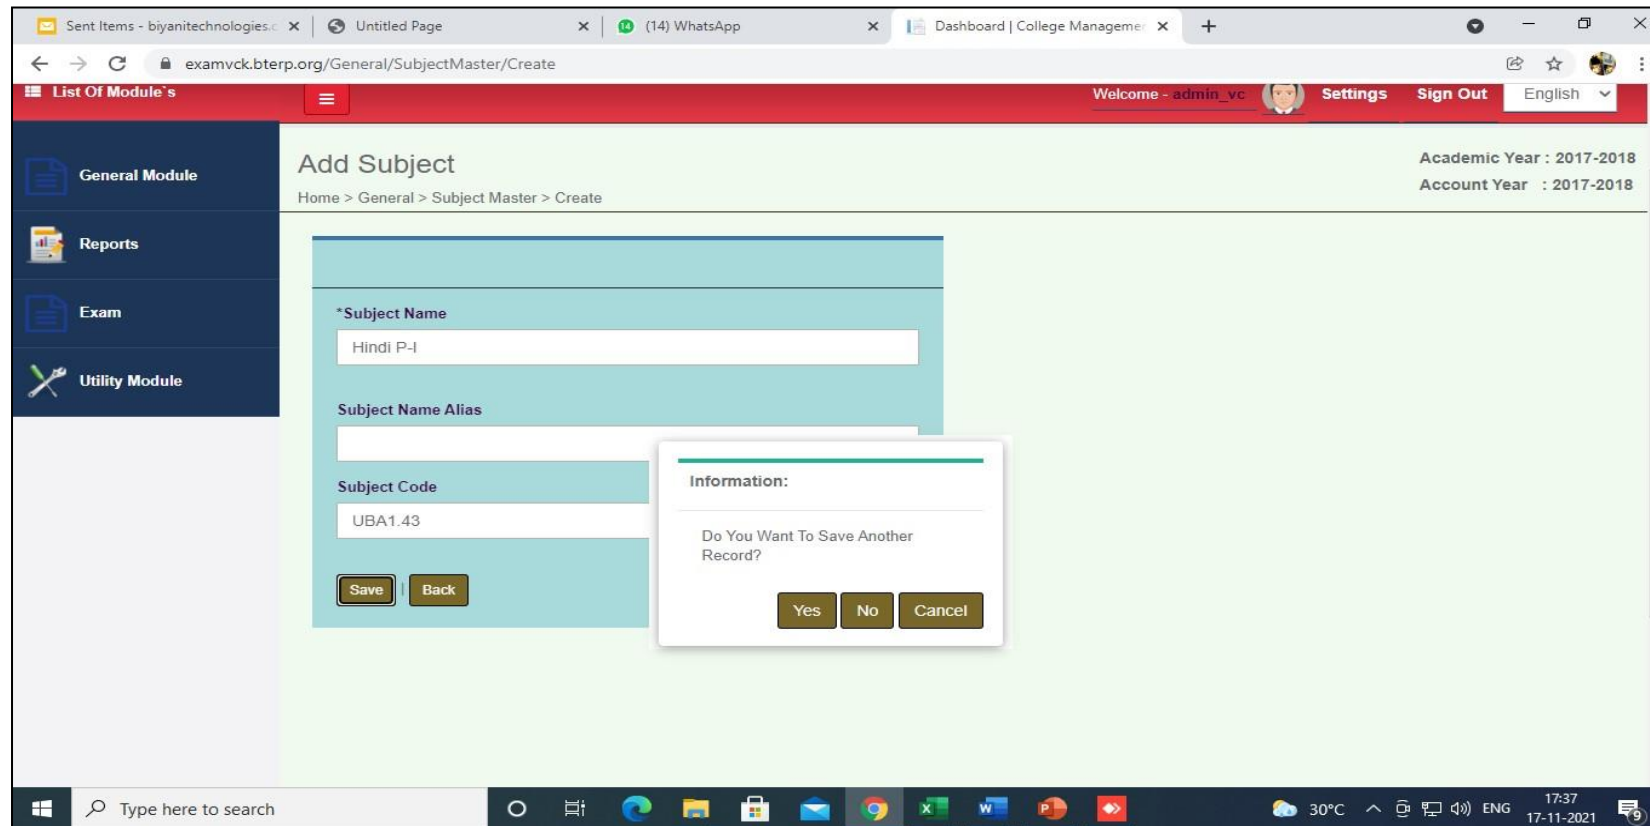 Sent Items - biyanitechnologies.c
Untitled Page
14 (14) WhatsApp
Dashboard | College Managemer
examvck.bterp.org/General/SubjectMaster/Create
List Of Module`s
Welcome - admin_vc
Settings
Sign Out
English
General Module
Reports
Exam
Utility Module
Add Subject
Home > General > Subject Master > Create
Academic Year : 2017-2018
Account Year : 2017-2018
*Subject Name
Hindi P-I
Subject Name Alias
Subject Code
UBA1.43
Save | Back
Information:
Do You Want To Save Another
Record?
Yes No Cancel
Type here to search
30°C
ENG
17:37
17-11-2021
9